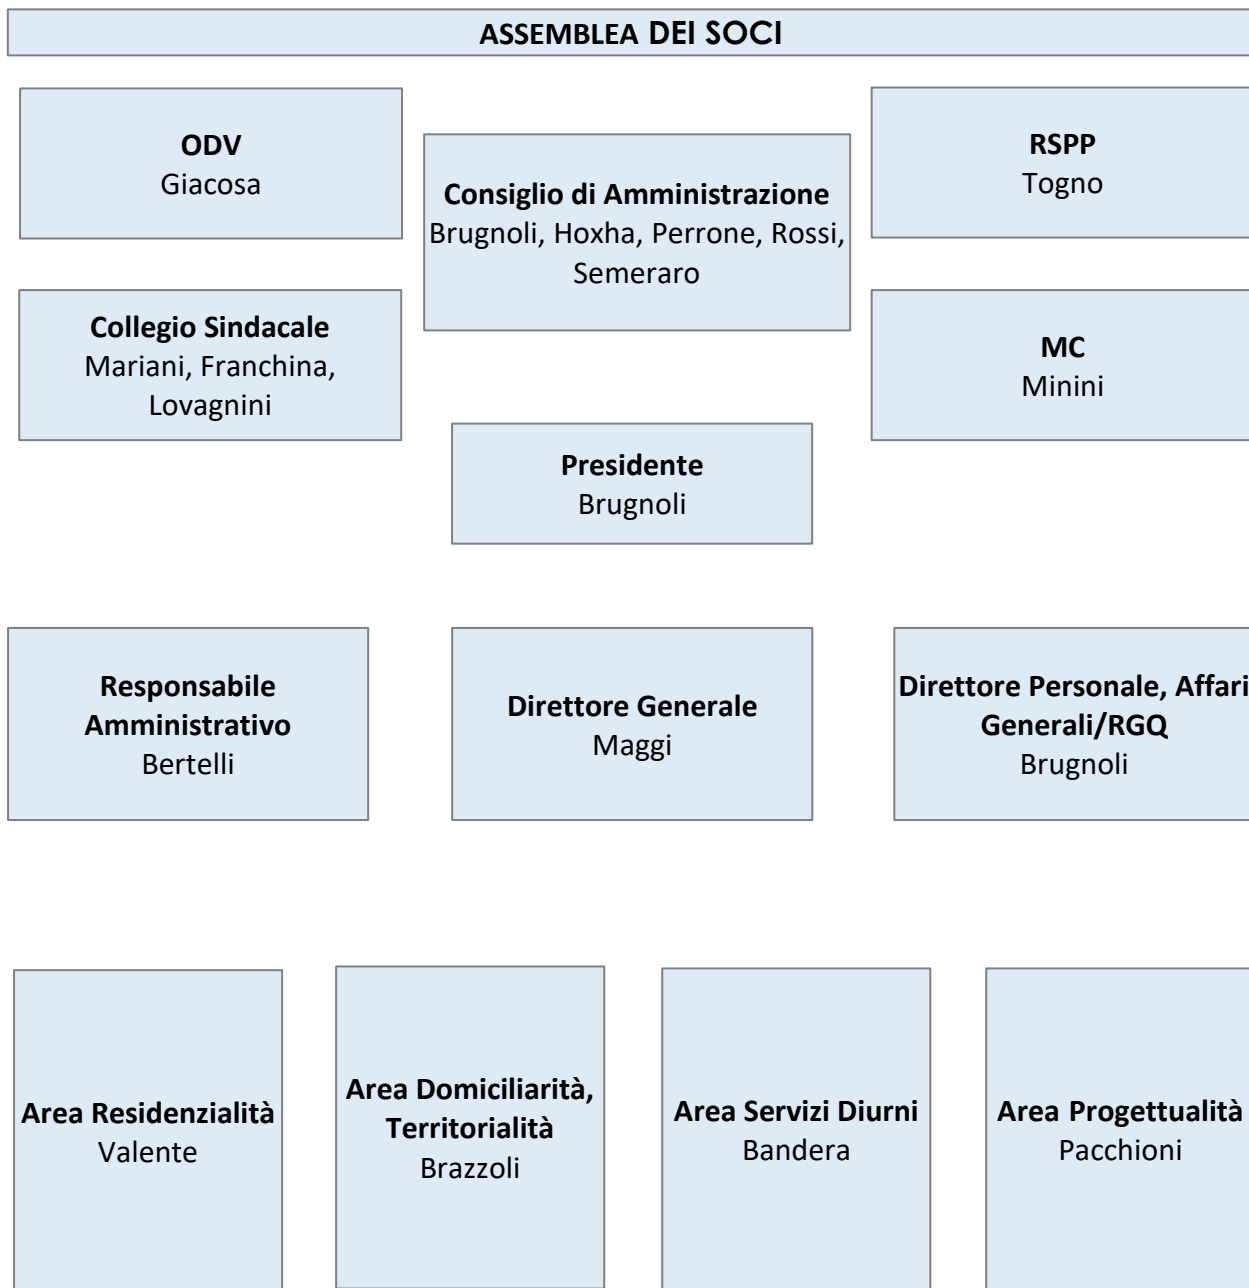 ASSEMBLEA DEI SOCI
ODV
Giacosa
Consiglio di Amministrazione
Brugnoli, Hoxha, Perrone, Rossi,
Semeraro
RSPP
Togno
Collegio Sindacale
Mariani, Franchina,
Lovagnini
MC
Minini
Presidente
Brugnoli
Responsabile
Amministrativo
Bertelli
Direttore Generale
Maggi
Direttore Personale, Affari
Generali/RGQ
Brugnoli
Area Residenzialità
Valente
Area Domiciliarità,
Territorialità
Brazzoli
Area Servizi Diurni
Bandera
Area Progettualità
Pacchioni